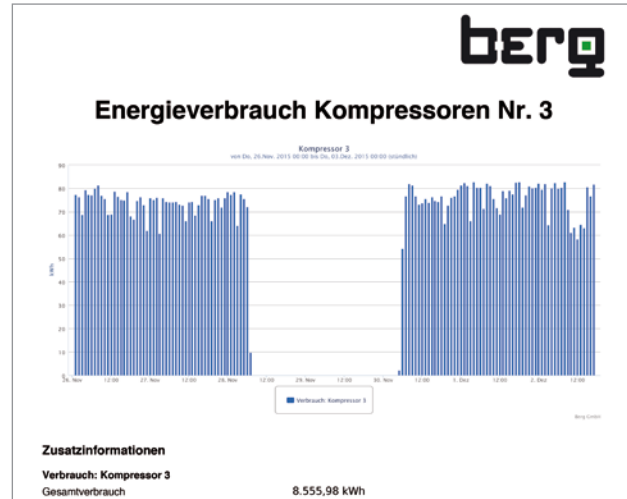 berg
Energieverbrauch Kompressoren Nr. 3
Kompressor 3
von Do, 26.Nov. 2015 00:00 bis Do, 03.Dez. 2015 00:00 (stündlich)
90
80
70
60
50
40
30
20
10
0
kWh
26. Nov 12:00 27. Nov 12:00 28. Nov 12:00 29. Nov 12:00 30. Nov 12:00 1. Dez 12:00 2. Dez 12:00
Verbrauch: Kompressor 3
Berg GmbH
Zusatzinformationen
Verbrauch: Kompressor 3
Gesamtverbrauch 8.555,98 kWh